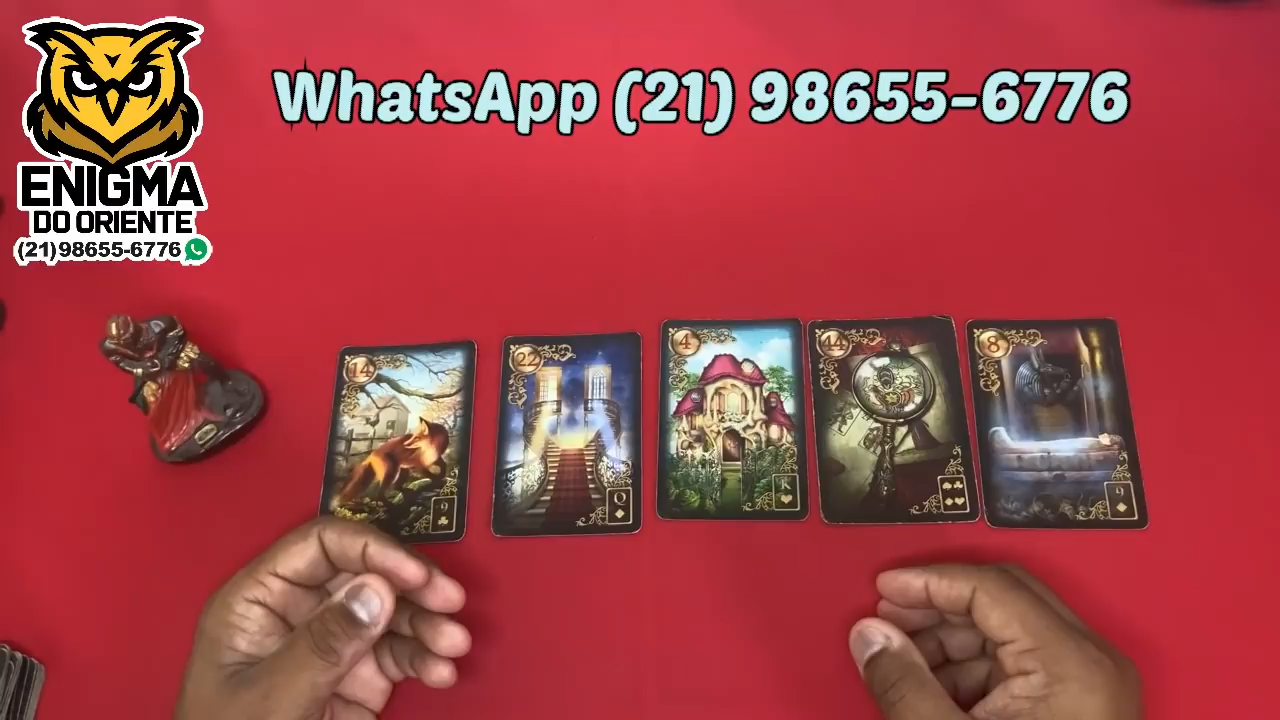 WhatsApp (21) 98655-6776
ENIGMA
DO ORIENTE
(21)98655-6776
14
9
22
Q
4
K
44
8
9